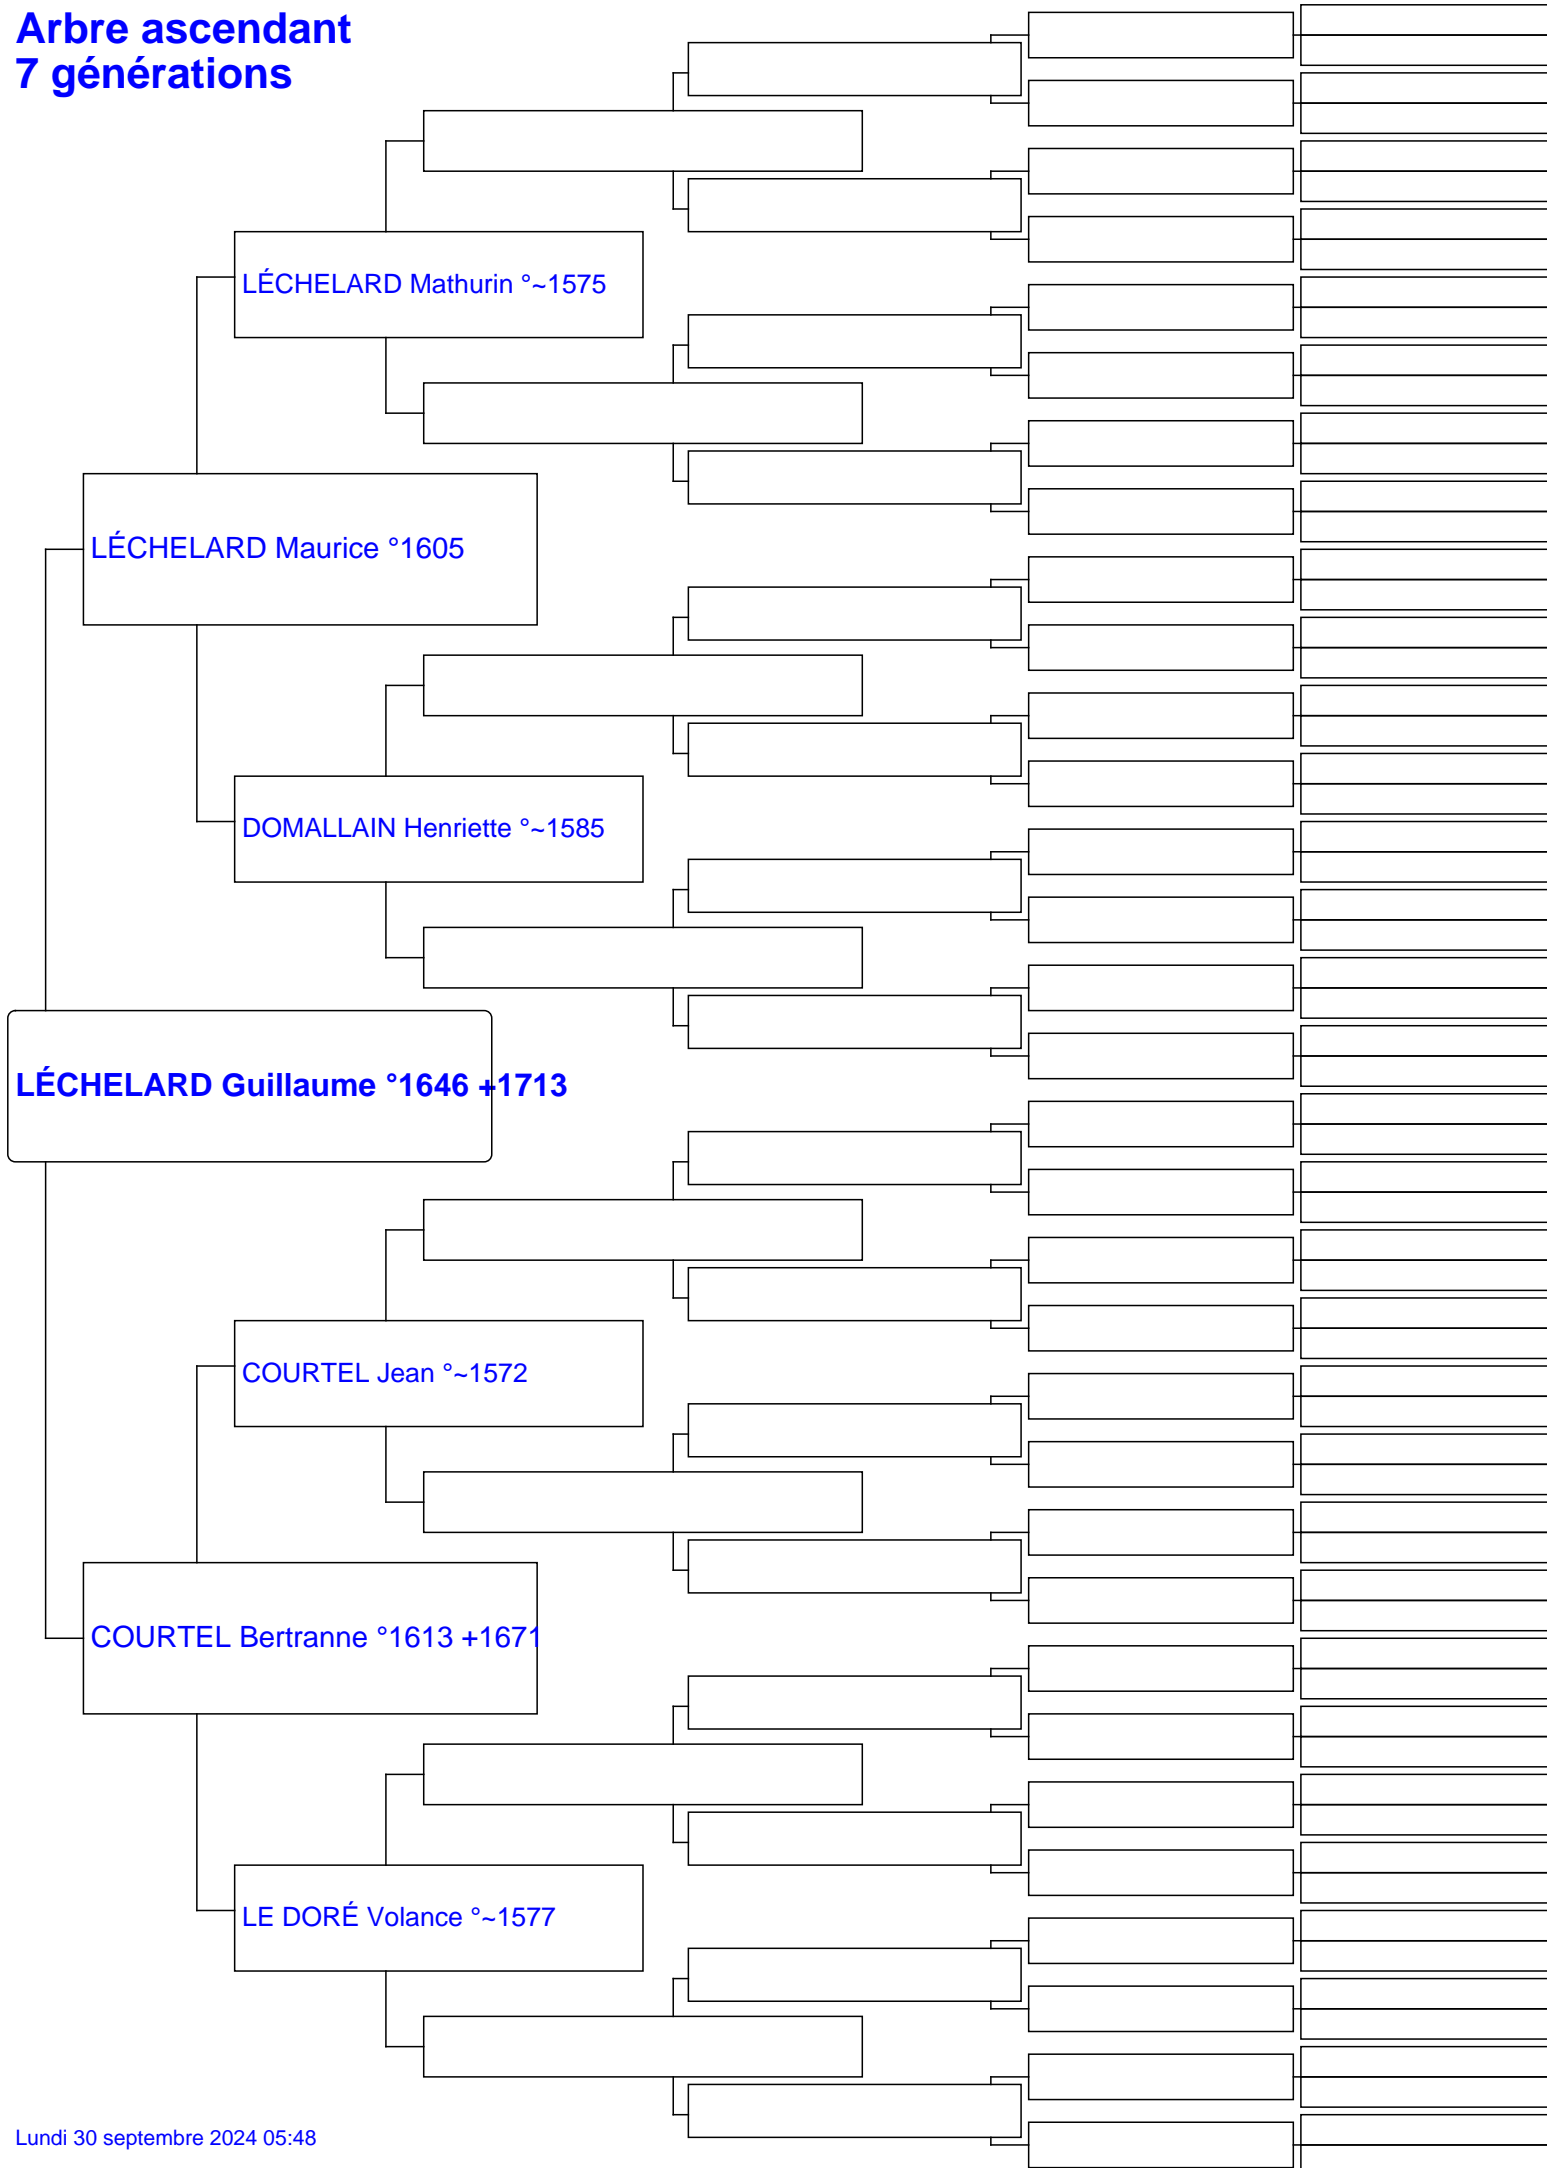 Arbre ascendant
7 générations
LÉCHELARD Mathurin °~1575
LÉCHELARD Maurice °1605
DOMALLAIN Henriette °~1585
LÉCHELARD Guillaume °1646 +1713
COURTEL Jean °~1572
COURTEL Bertranne °1613 +1671
LE DORÉ Volance °~1577
Lundi 30 septembre 2024 05:48